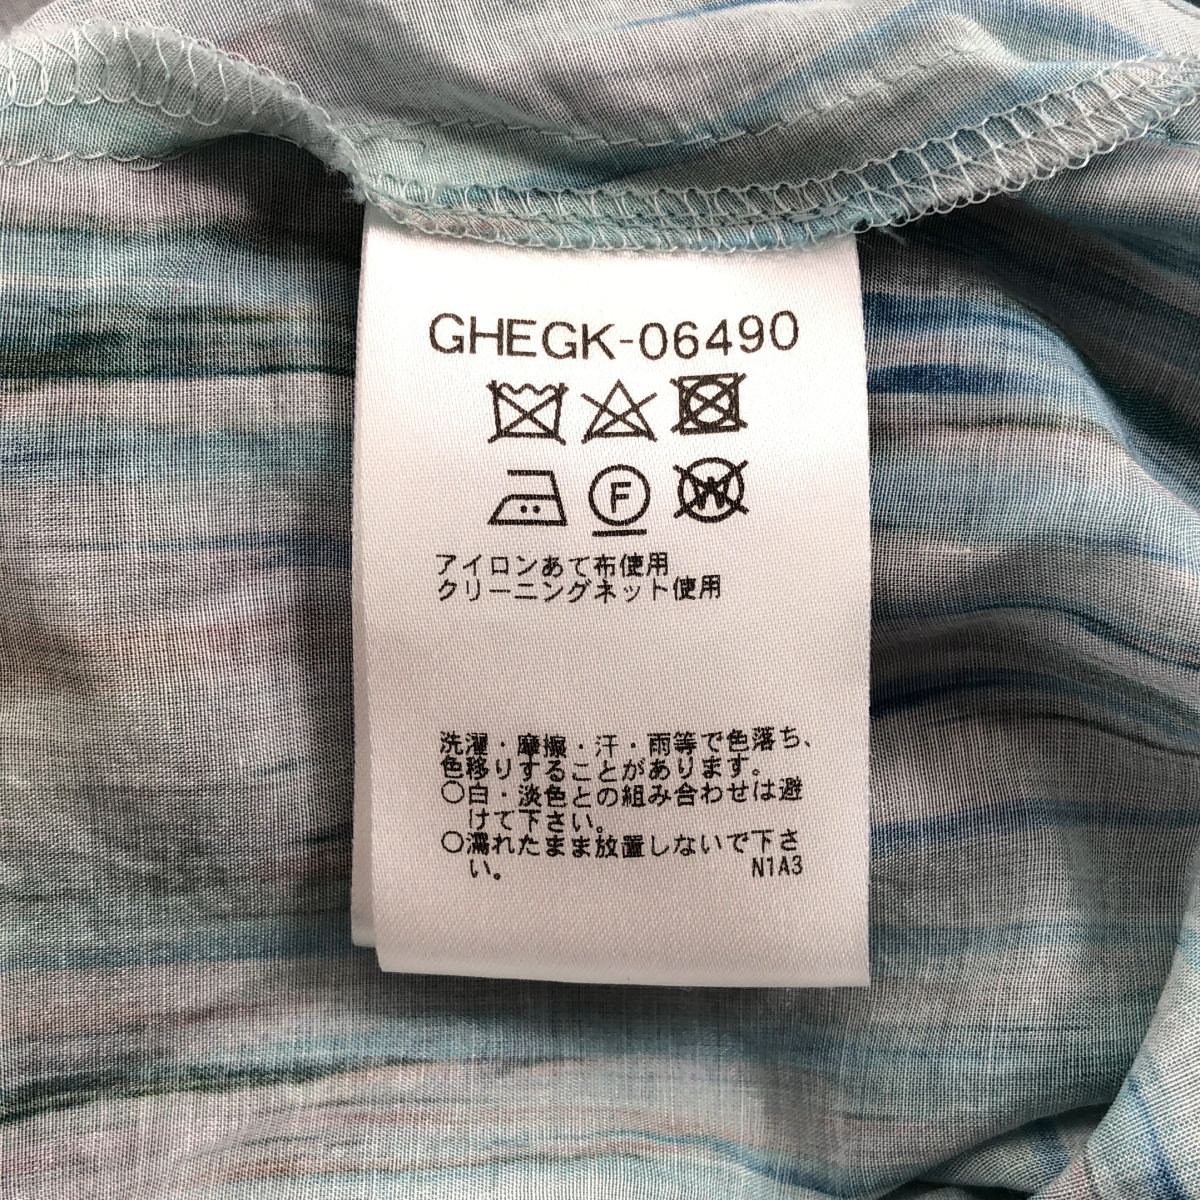 GHEGK-06490
F W
アイロンあて布使用
クリーニングネット使用
洗濯・摩擦・汗・雨等で色落ち、
色移りすることがあります。
○白・淡色との組み合わせは避
けて下さい。
○濡れたまま放置しないで下さ
い。 N1A3